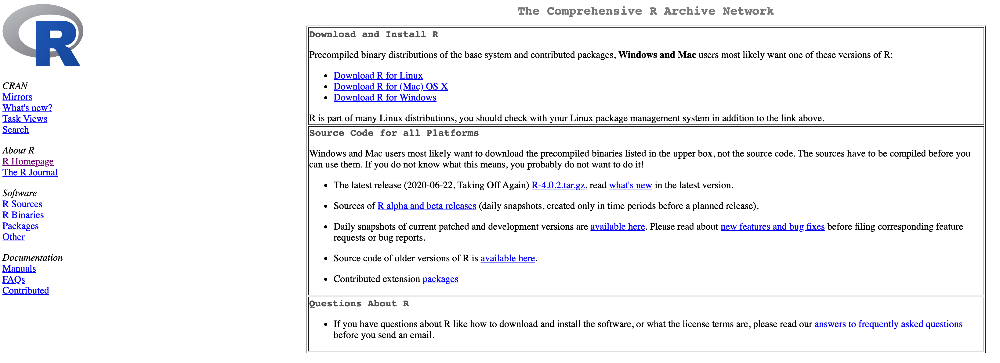 R
CRAN
Mirrors
What's new?
Task Views
Search
About R
R Homepage
The R Journal
Software
R Sources
R Binaries
Packages
Other
Documentation
Manuals
FAQs
Contributed
The Comprehensive R Archive Network
Download and Install R
Precompiled binary distributions of the base system and contributed packages, Windows and Mac users most likely want one of these versions of R:
• Download R for Linux
• Download R for (Mac) OS X
• Download R for Windows
R is part of many Linux distributions, you should check with your Linux package management system in addition to the link above.
Source Code for all Platforms
Windows and Mac users most likely want to download the precompiled binaries listed in the upper box, not the source code. The sources have to be compiled before you
can use them. If you do not know what this means, you probably do not want to do it!
• The latest release (2020-06-22, Taking Off Again) R-4.0.2.tar.gz, read what's new in the latest version.
• Sources of R alpha and beta releases (daily snapshots, created only in time periods before a planned release).
• Daily snapshots of current patched and development versions are available here. Please read about new features and bug fixes before filing corresponding feature
requests or bug reports.
• Source code of older versions of R is available here.
• Contributed extension packages
Questions About R
• If you have questions about R like how to download and install the software, or what the license terms are, please read our answers to frequently asked questions
before you send an email.